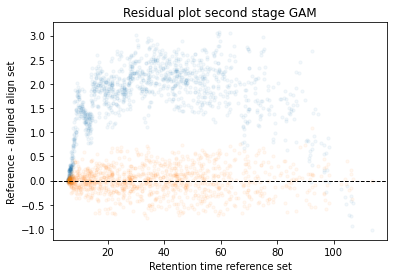 Residual plot second stage GAM
3.0
2.5
2.0
1.5
1.0
0.5
0.0
−0.5
−1.0
Reference - aligned align set
20 40 60 80 100
Retention time reference set